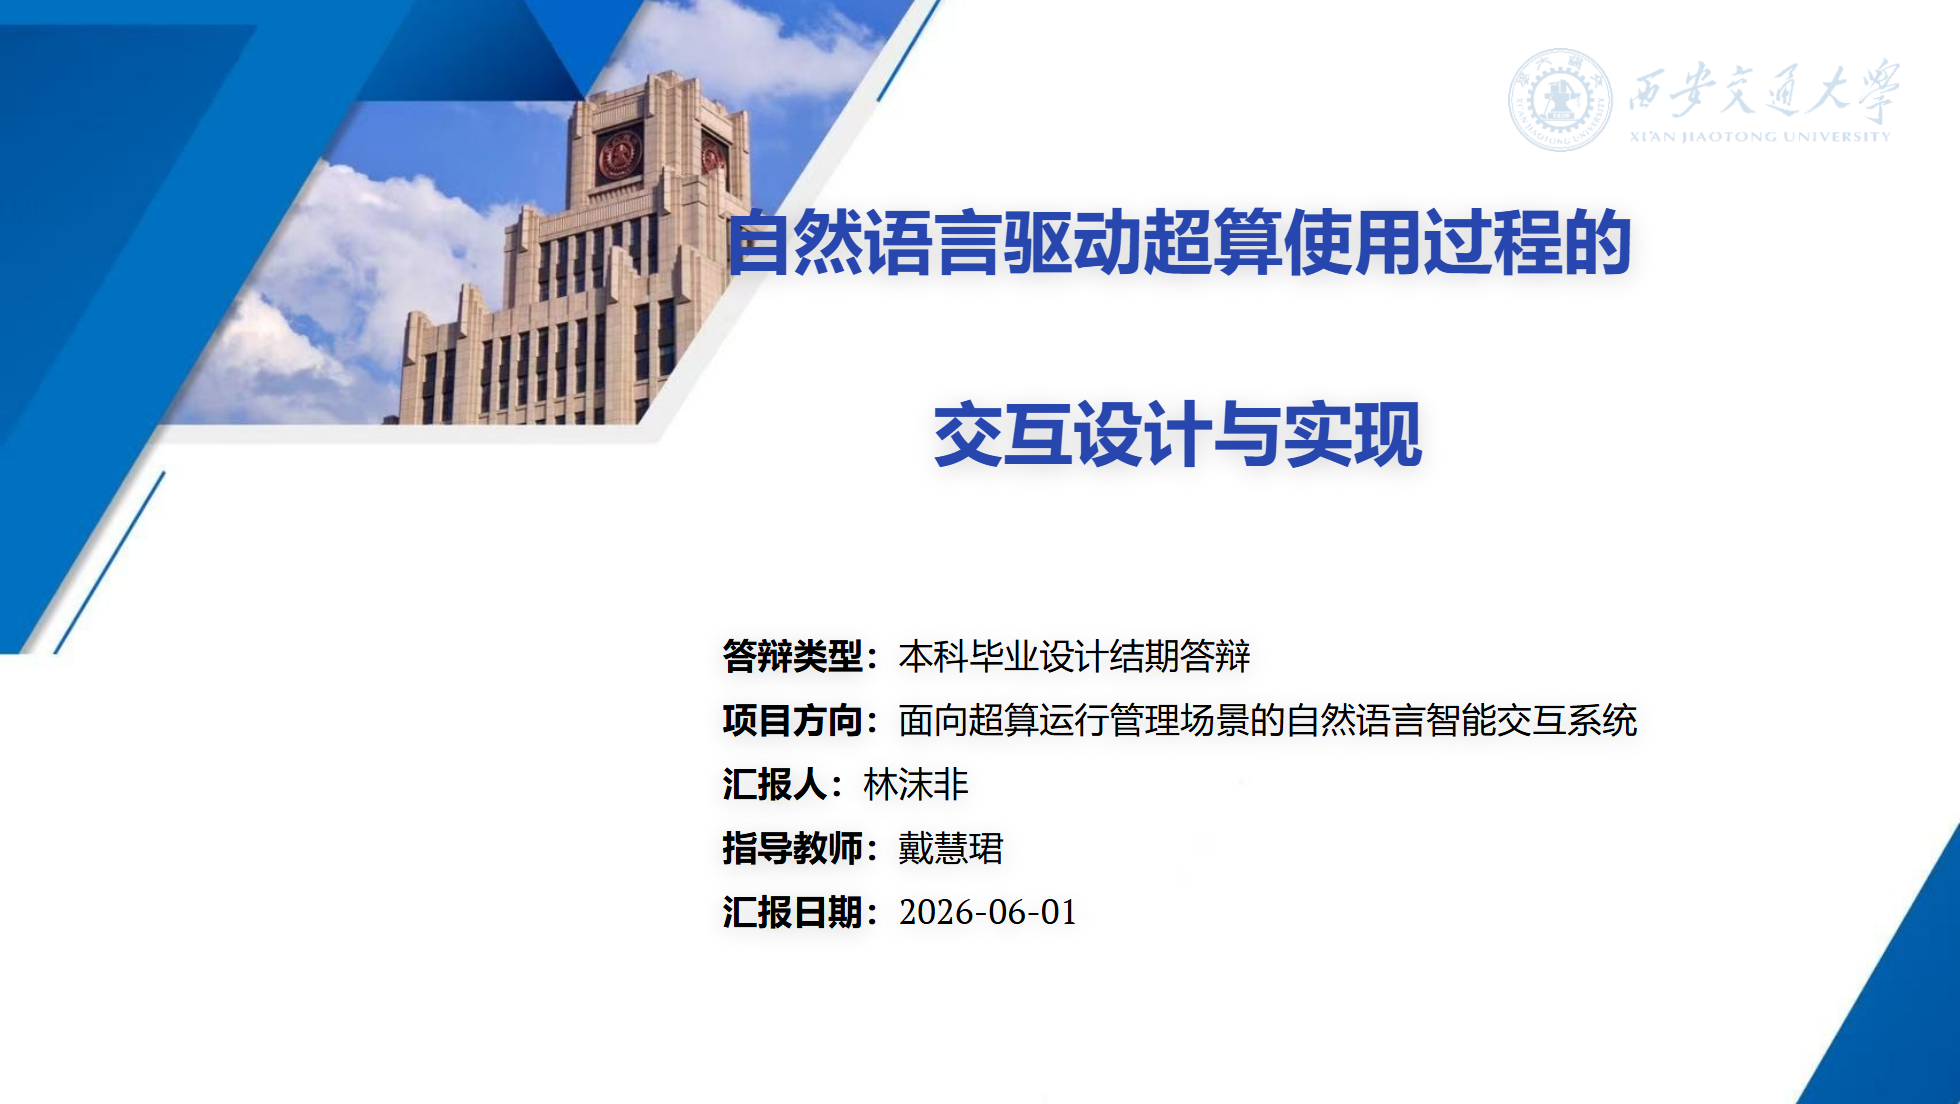 西安交通大學
XI'AN JIAOTONG UNIVERSITY
自然语言驱动超算使用过程的
交互设计与实现
答辩类型：本科毕业设计结期答辩
项目方向：面向超算运行管理场景的自然语言智能交互系统
汇报人：林沫非
指导教师：戴慧珺
汇报日期：2026-06-01